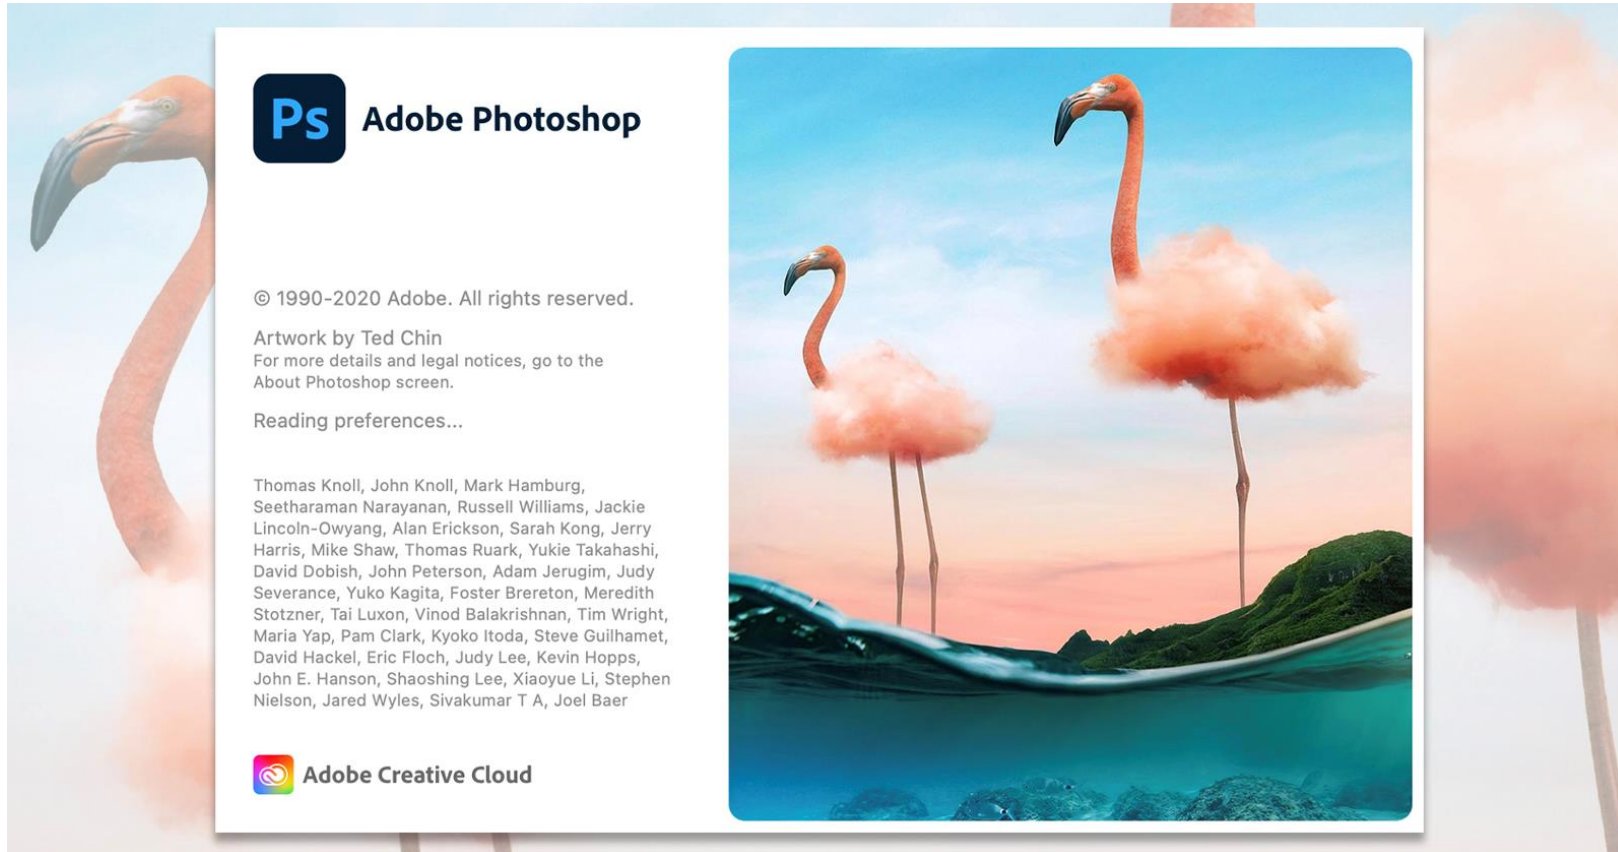 Ps Adobe Photoshop
© 1990-2020 Adobe. All rights reserved.
Artwork by Ted Chin
For more details and legal notices, go to the
About Photoshop screen.
Reading preferences...
Thomas Knoll, John Knoll, Mark Hamburg,
Seetharaman Narayanan, Russell Williams, Jackie
Lincoln-Owyang, Alan Erickson, Sarah Kong, Jerry
Harris, Mike Shaw, Thomas Ruark, Yukie Takahashi,
David Dobish, John Peterson, Adam Jerugim, Judy
Severance, Yuko Kagita, Foster Brereton, Meredith
Stotzner, Tai Luxon, Vinod Balakrishnan, Tim Wright,
Maria Yap, Pam Clark, Kyoko Itoda, Steve Guilhamet,
David Hackel, Eric Floch, Judy Lee, Kevin Hopps,
John E. Hanson, Shaoshing Lee, Xiaoyue Li, Stephen
Nielson, Jared Wyles, Sivakumar T A, Joel Baer
Adobe Creative Cloud